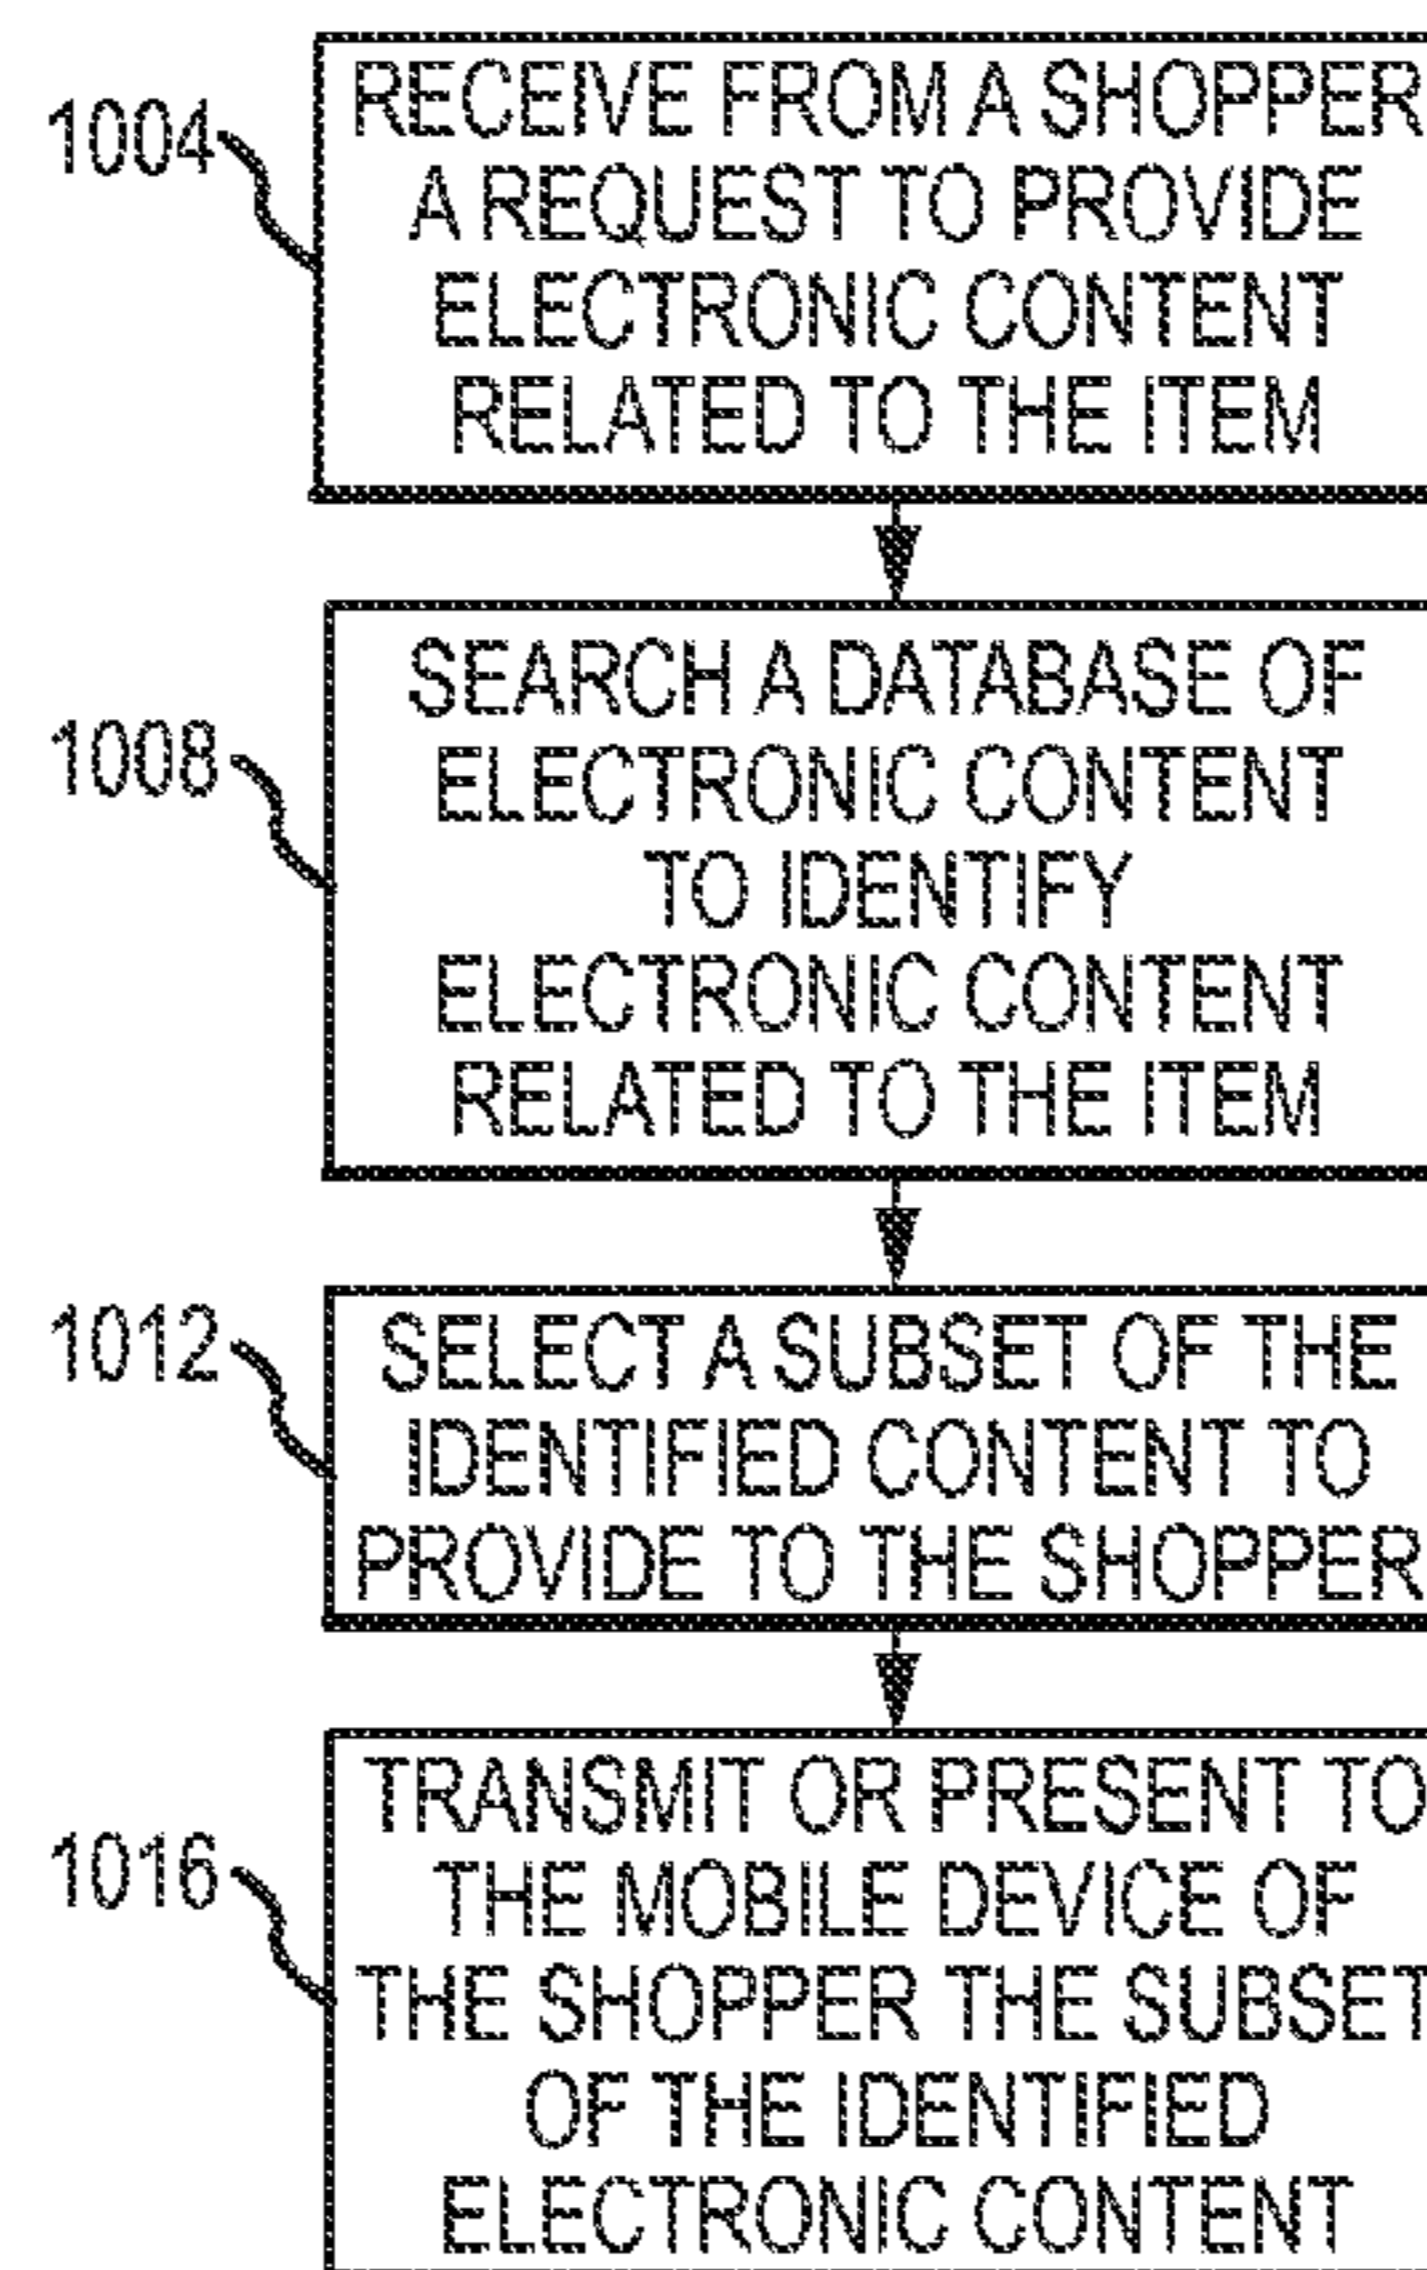 1004
RECEIVE FROM A SHOPPER
A REQUEST TO PROVIDE
ELECTRONIC CONTENT
RELATED TO THE ITEM
1008
SEARCH A DATABASE OF
ELECTRONIC CONTENT
TO IDENTIFY
ELECTRONIC CONTENT
RELATED TO THE ITEM
1012
SELECT A SUBSET OF THE
IDENTIFIED CONTENT TO
PROVIDE TO THE SHOPPER
1016
TRANSMIT OR PRESENT TO
THE MOBILE DEVICE OF
THE SHOPPER THE SUBSET
OF THE IDENTIFIED
ELECTRONIC CONTENT